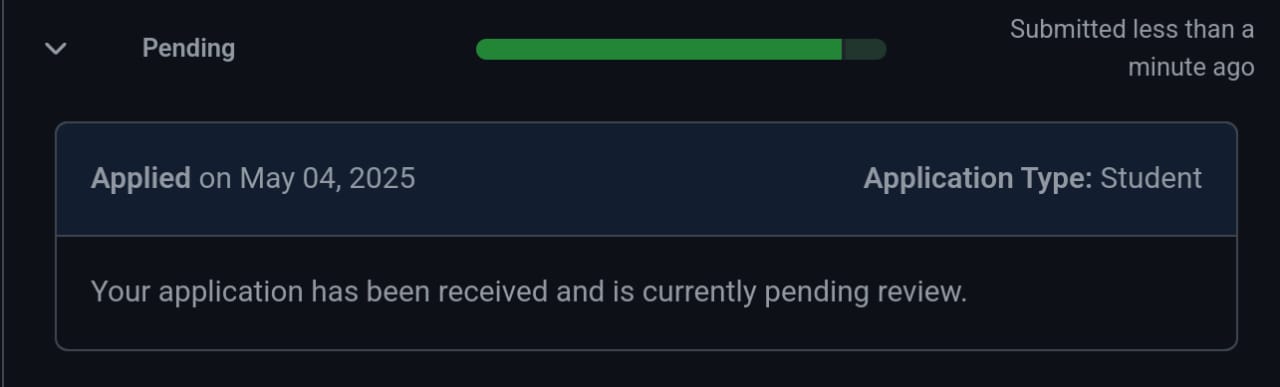 Pending
Submitted less than a
minute ago
Applied on May 04, 2025
Application Type: Student
Your application has been received and is currently pending review.